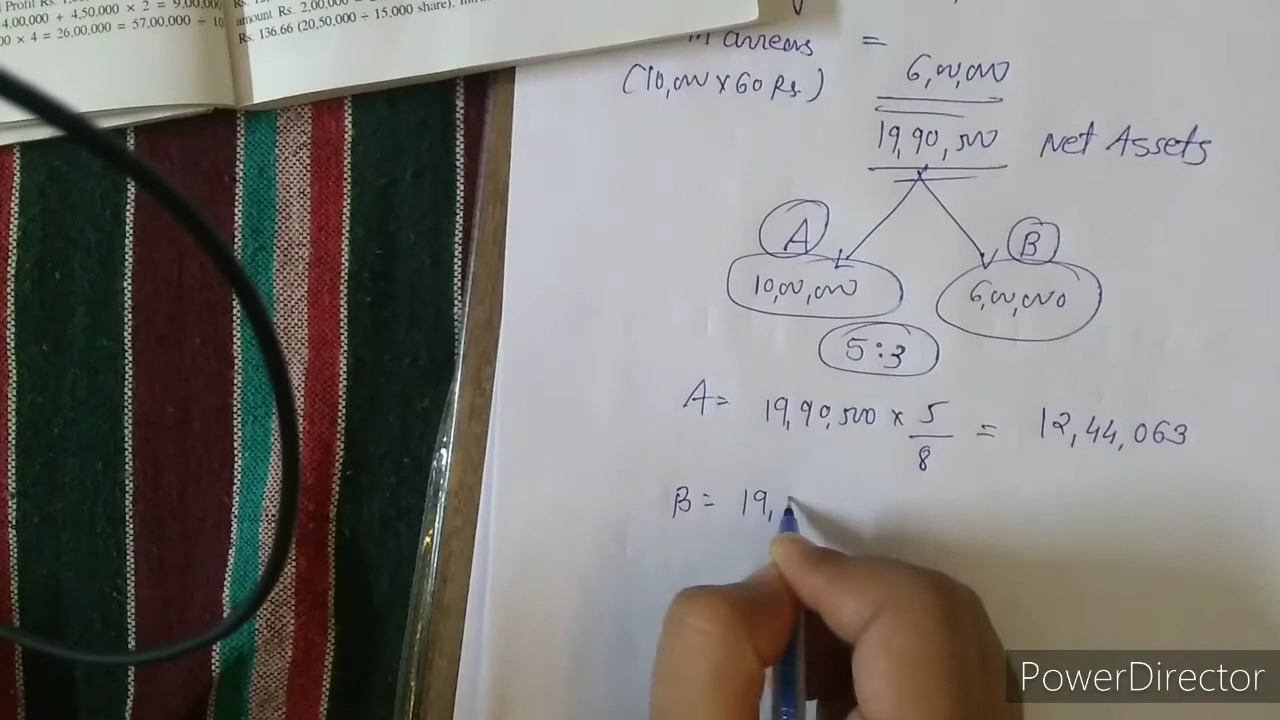 Profit Rs.
4,00,000 + 4,50,000 × 2 = 9,00,000
00 × 4 = 26,00,000 = 57,00,000 ÷ 10
amount Rs. 2,00,000 =
Rs. 136.66 (20,50,000 ÷ 15,000 share).
in arrears =
(10,000 × 60 Rs.) 6,00,000
19,90,500 Net Assets
A B
10,00,000 6,00,000
5:3
A = 19,90,500 × 5/8 = 12,44,063
B = 19,
PowerDirector